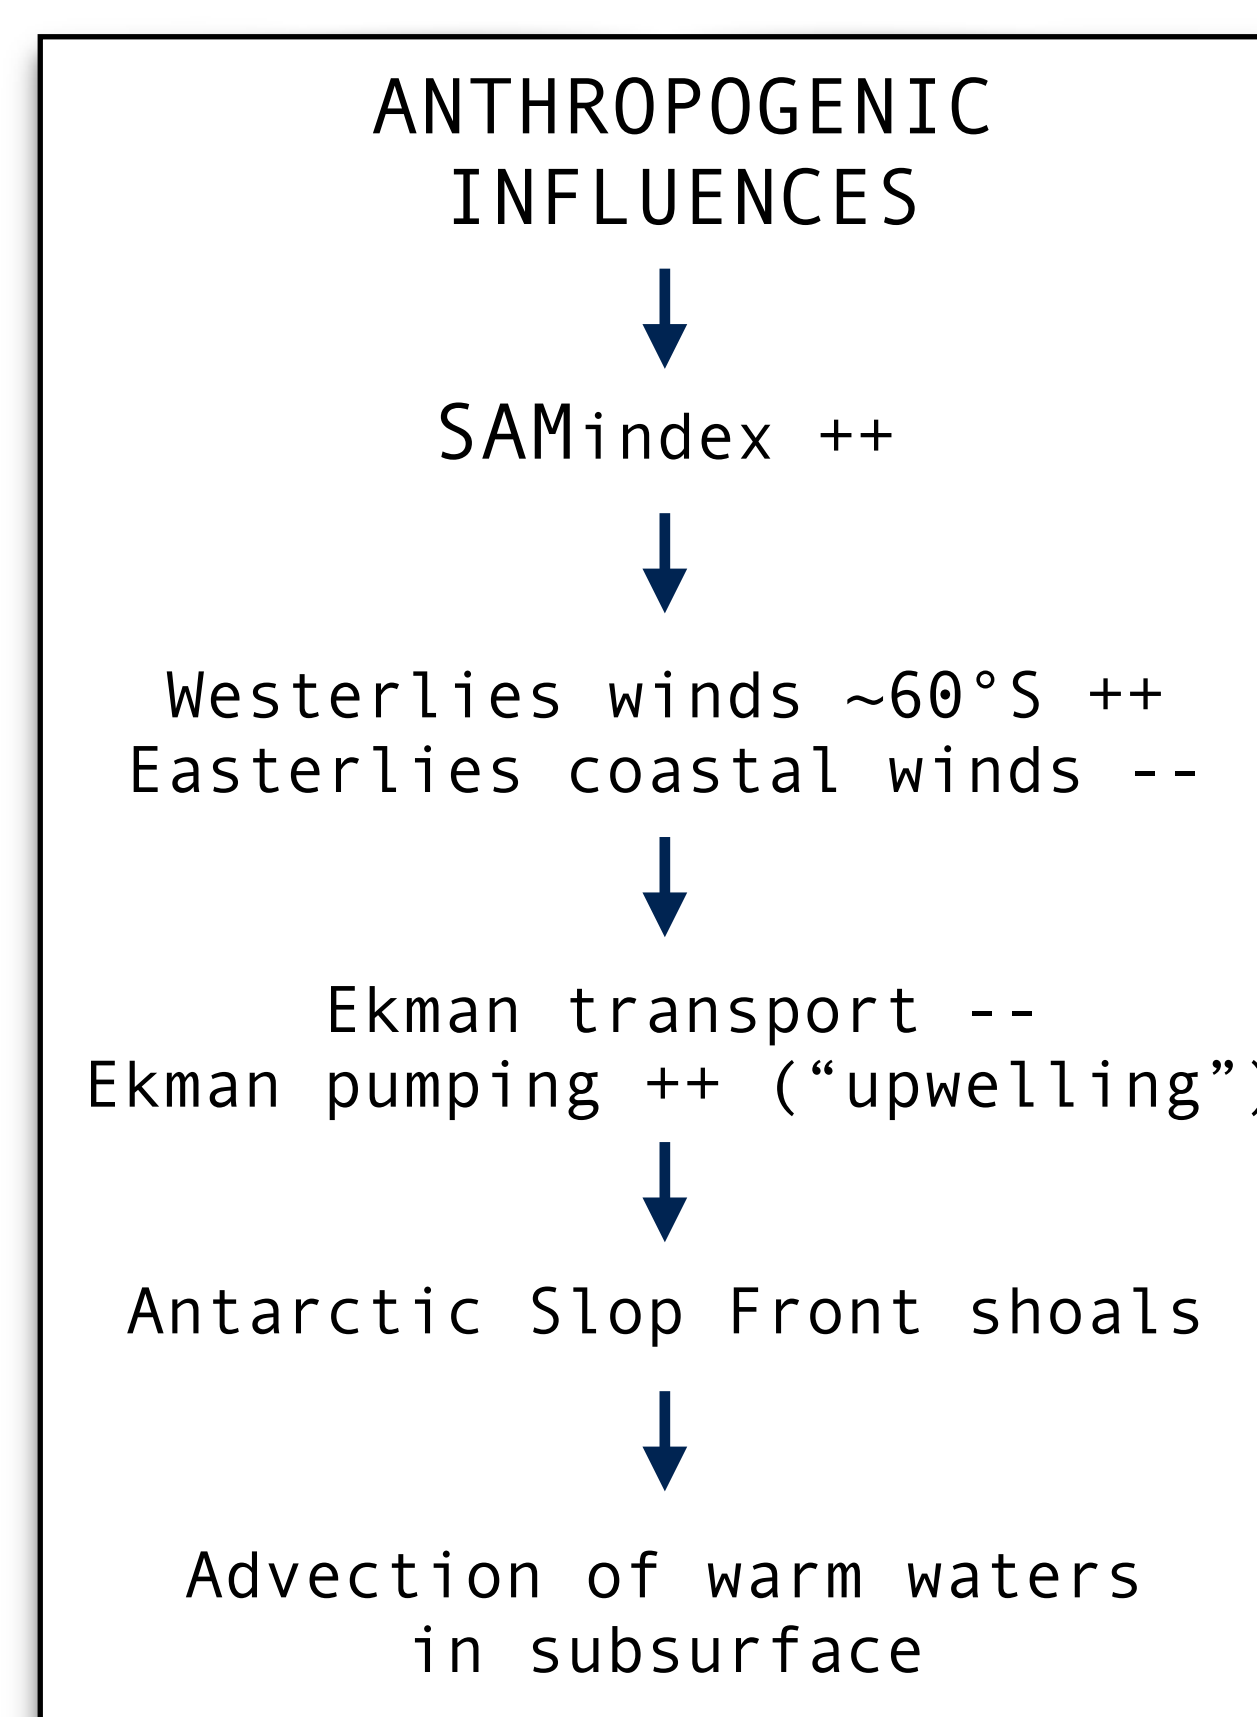 ANTHROPOGENIC
INFLUENCES
SAMindex ++
Westerlies winds ~60°S ++
Easterlies coastal winds --
Ekman transport --
Ekman pumping ++ (“upwelling”)
Antarctic Slop Front shoals
Advection of warm waters
in subsurface